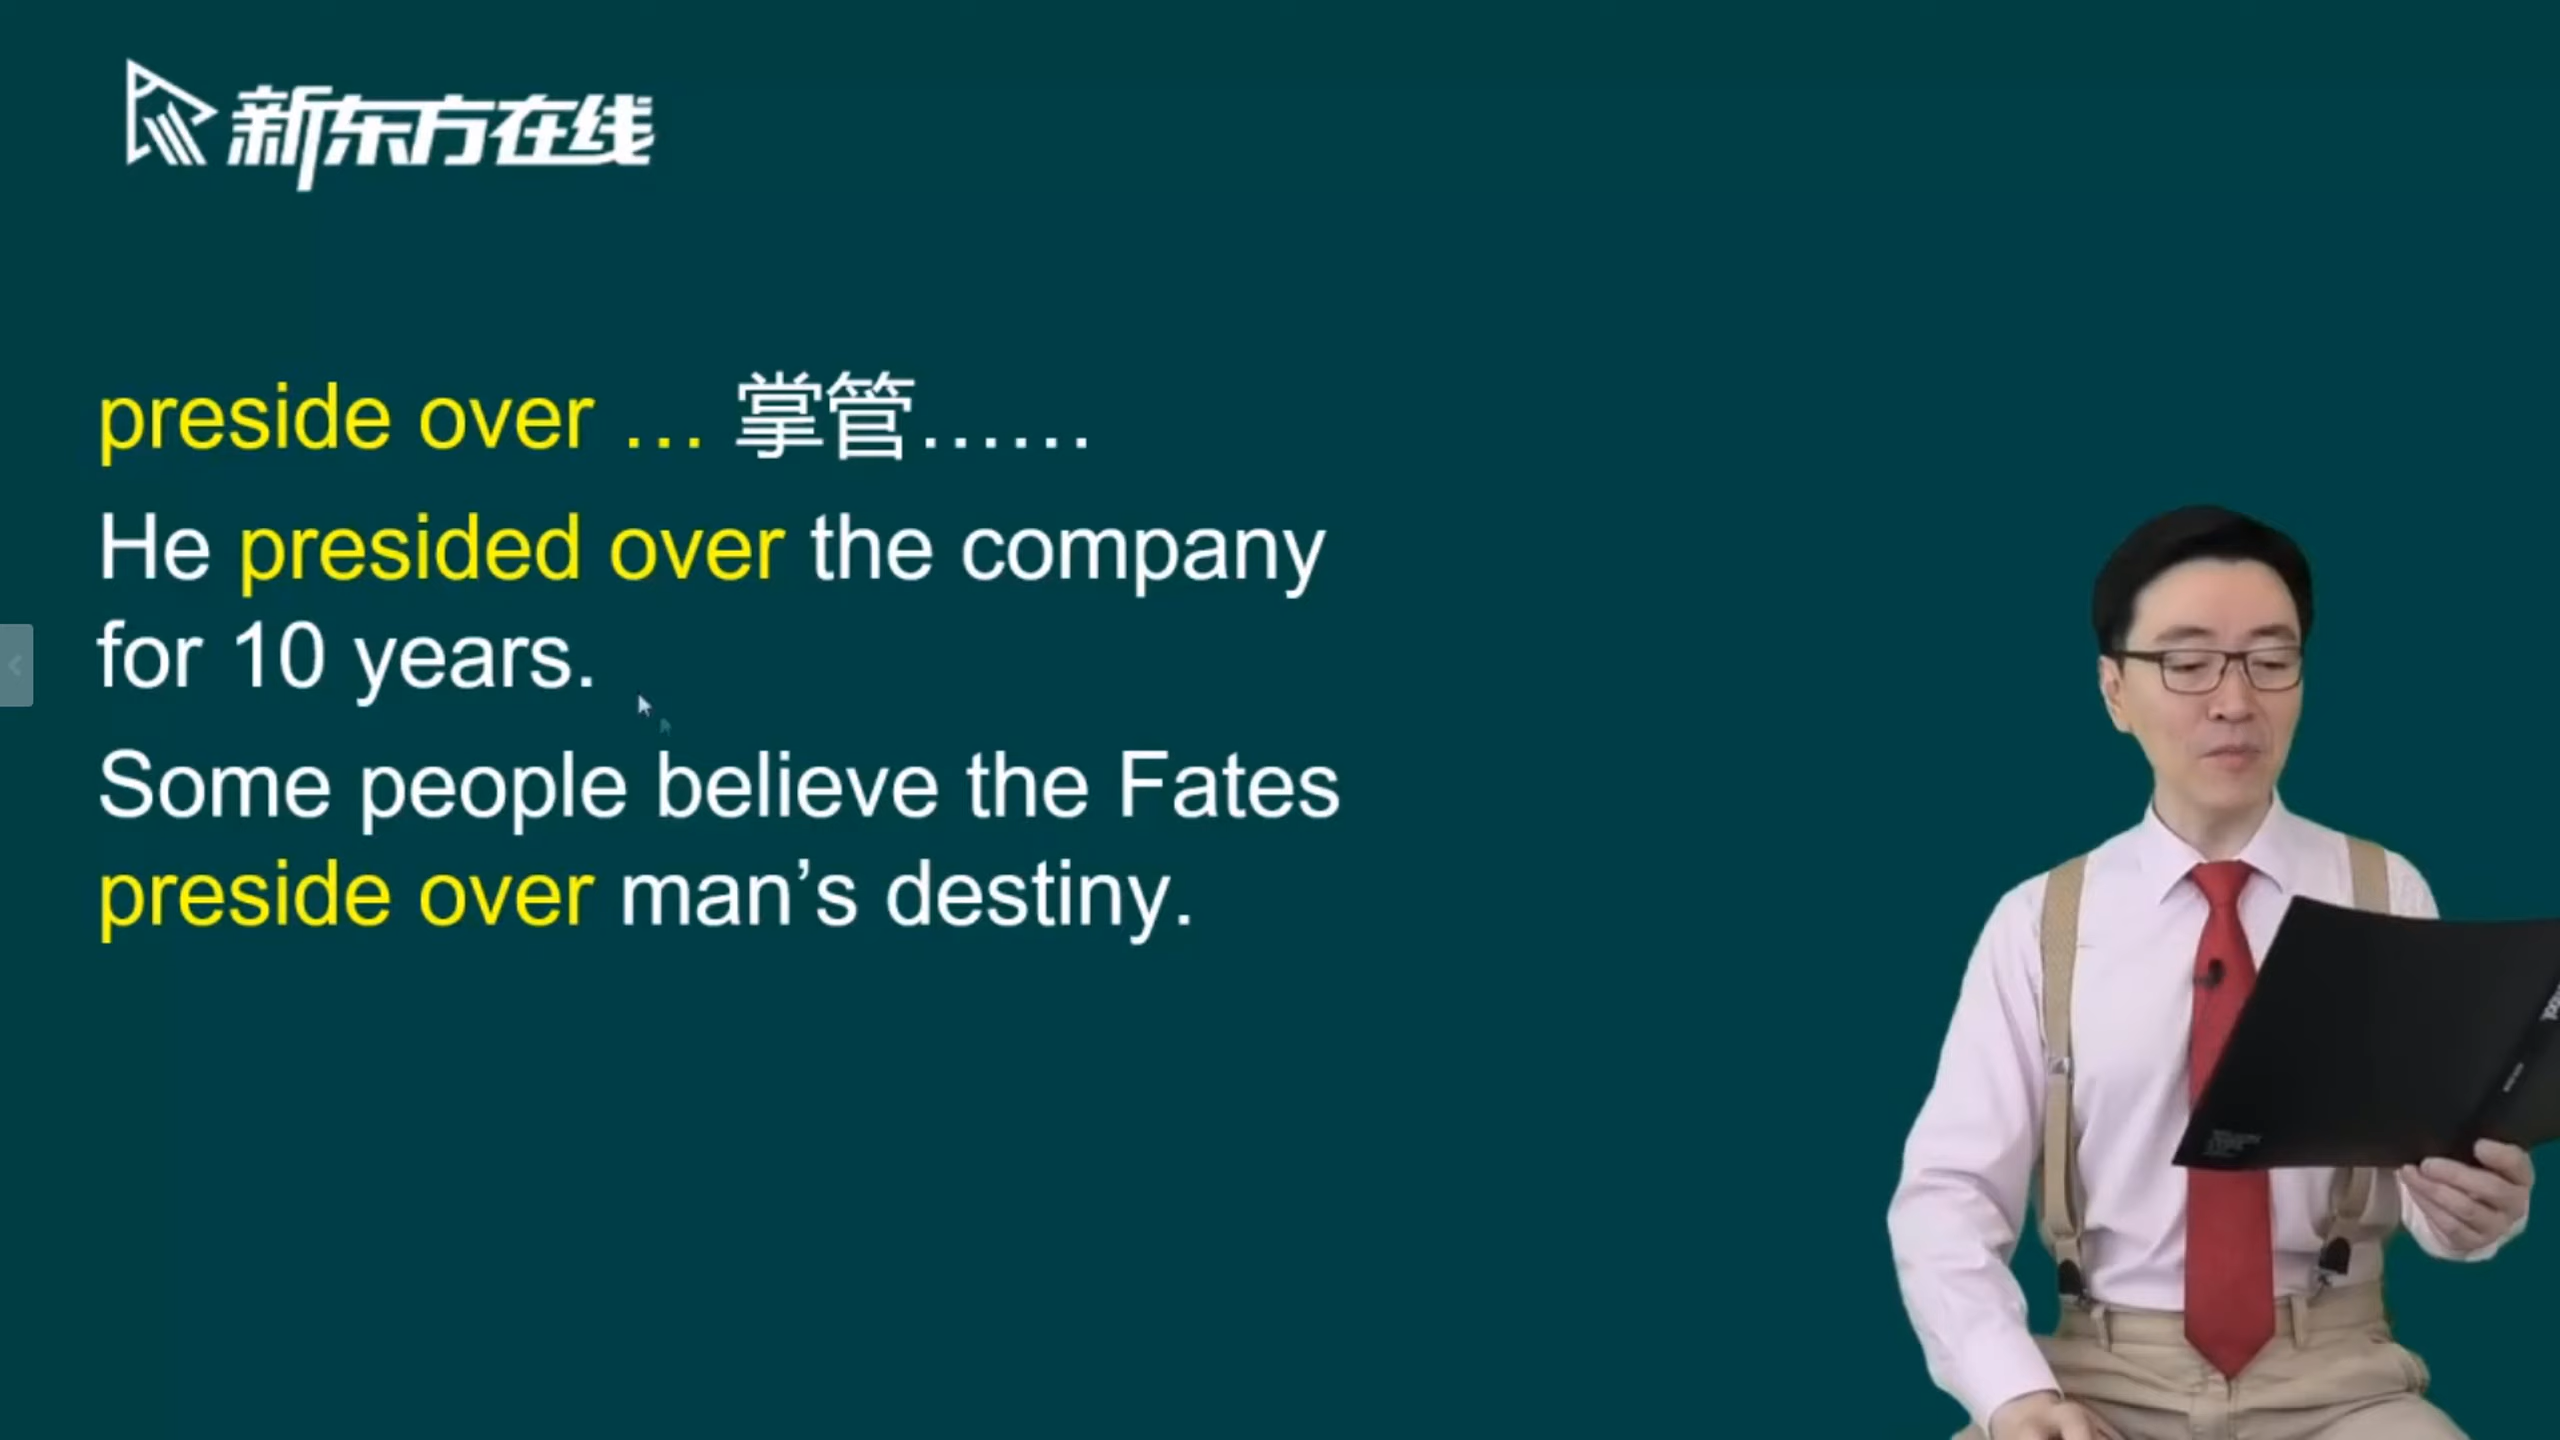 新东方在线
preside over … 掌管……
He presided over the company
for 10 years.
Some people believe the Fates
preside over man’s destiny.